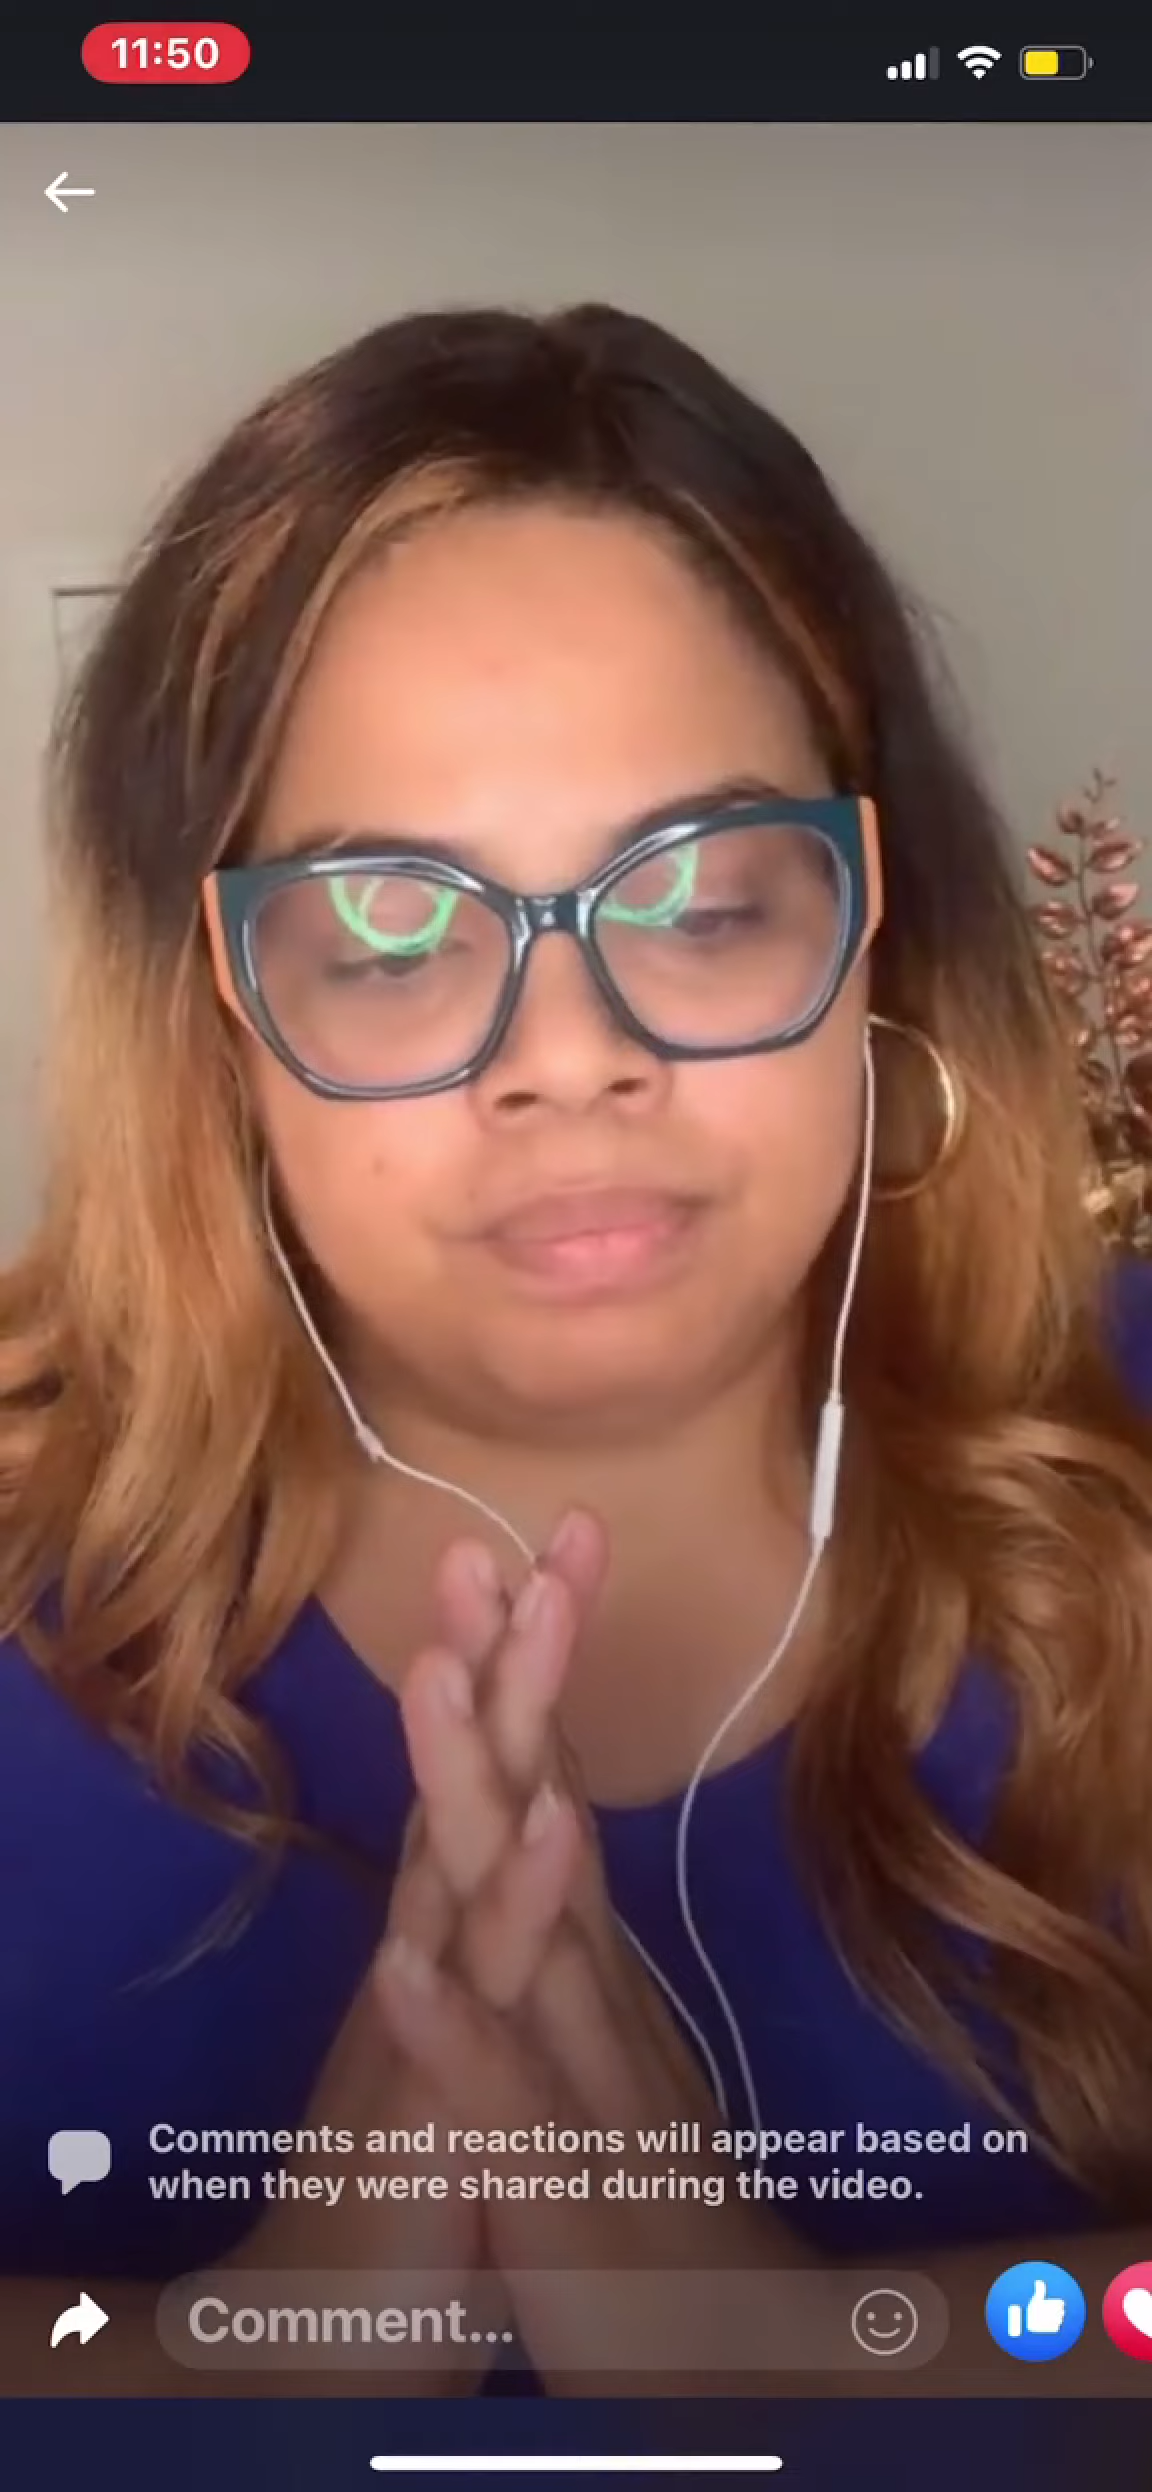 11:50
Comments and reactions will appear based on
when they were shared during the video.
Comment...